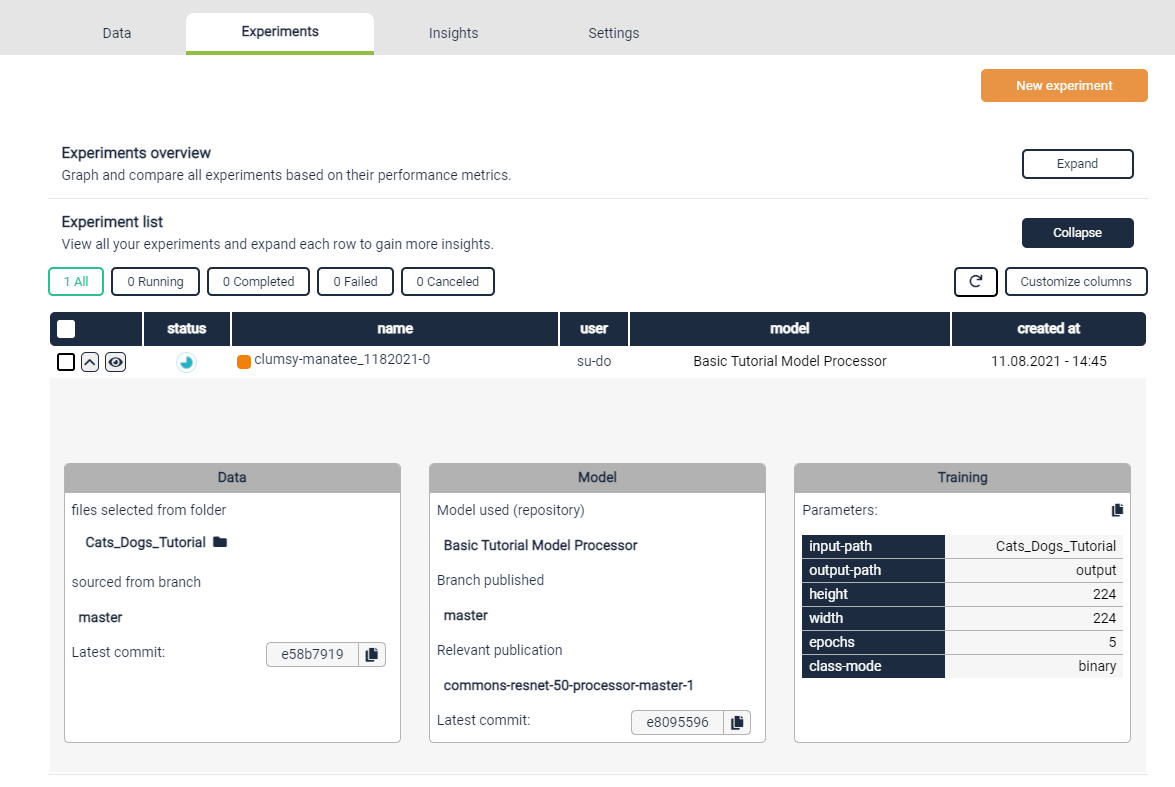 Data Experiments Insights Settings
New experiment
Experiments overview
Graph and compare all experiments based on their performance metrics.
Expand
Experiment list
View all your experiments and expand each row to gain more insights.
Collapse
1 All 0 Running 0 Completed 0 Failed 0 Canceled Customize columns
status name user model created at
clumsy-manatee_1182021-0 su-do Basic Tutorial Model Processor 11.08.2021 - 14:45
Data
files selected from folder
Cats_Dogs_Tutorial
sourced from branch
master
Latest commit: e58b7919
Model
Model used (repository)
Basic Tutorial Model Processor
Branch published
master
Relevant publication
commons-resnet-50-processor-master-1
Latest commit: e8095596
Training
Parameters:
input-path Cats_Dogs_Tutorial
output-path output
height 224
width 224
epochs 5
class-mode binary